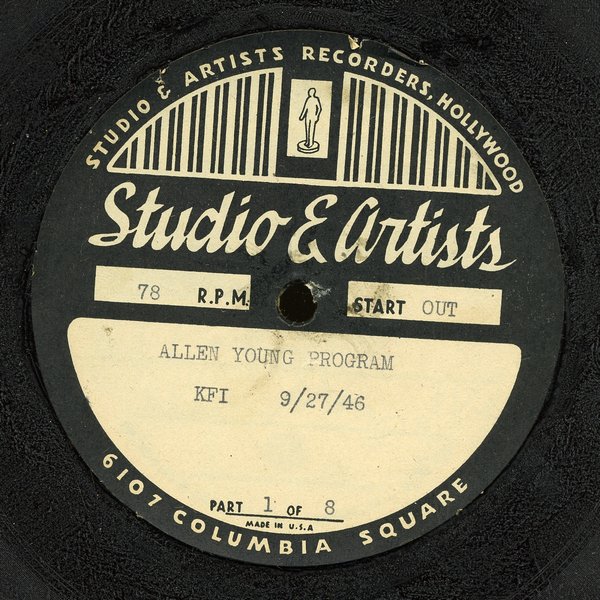 STUDIO & ARTISTS RECORDERS, HOLLYWOOD
Studio & Artists
78 R.P.M. START OUT
ALLEN YOUNG PROGRAM
KFI 9/27/46
PART 1 OF 8
MADE IN U.S.A
6107 COLUMBIA SQUARE